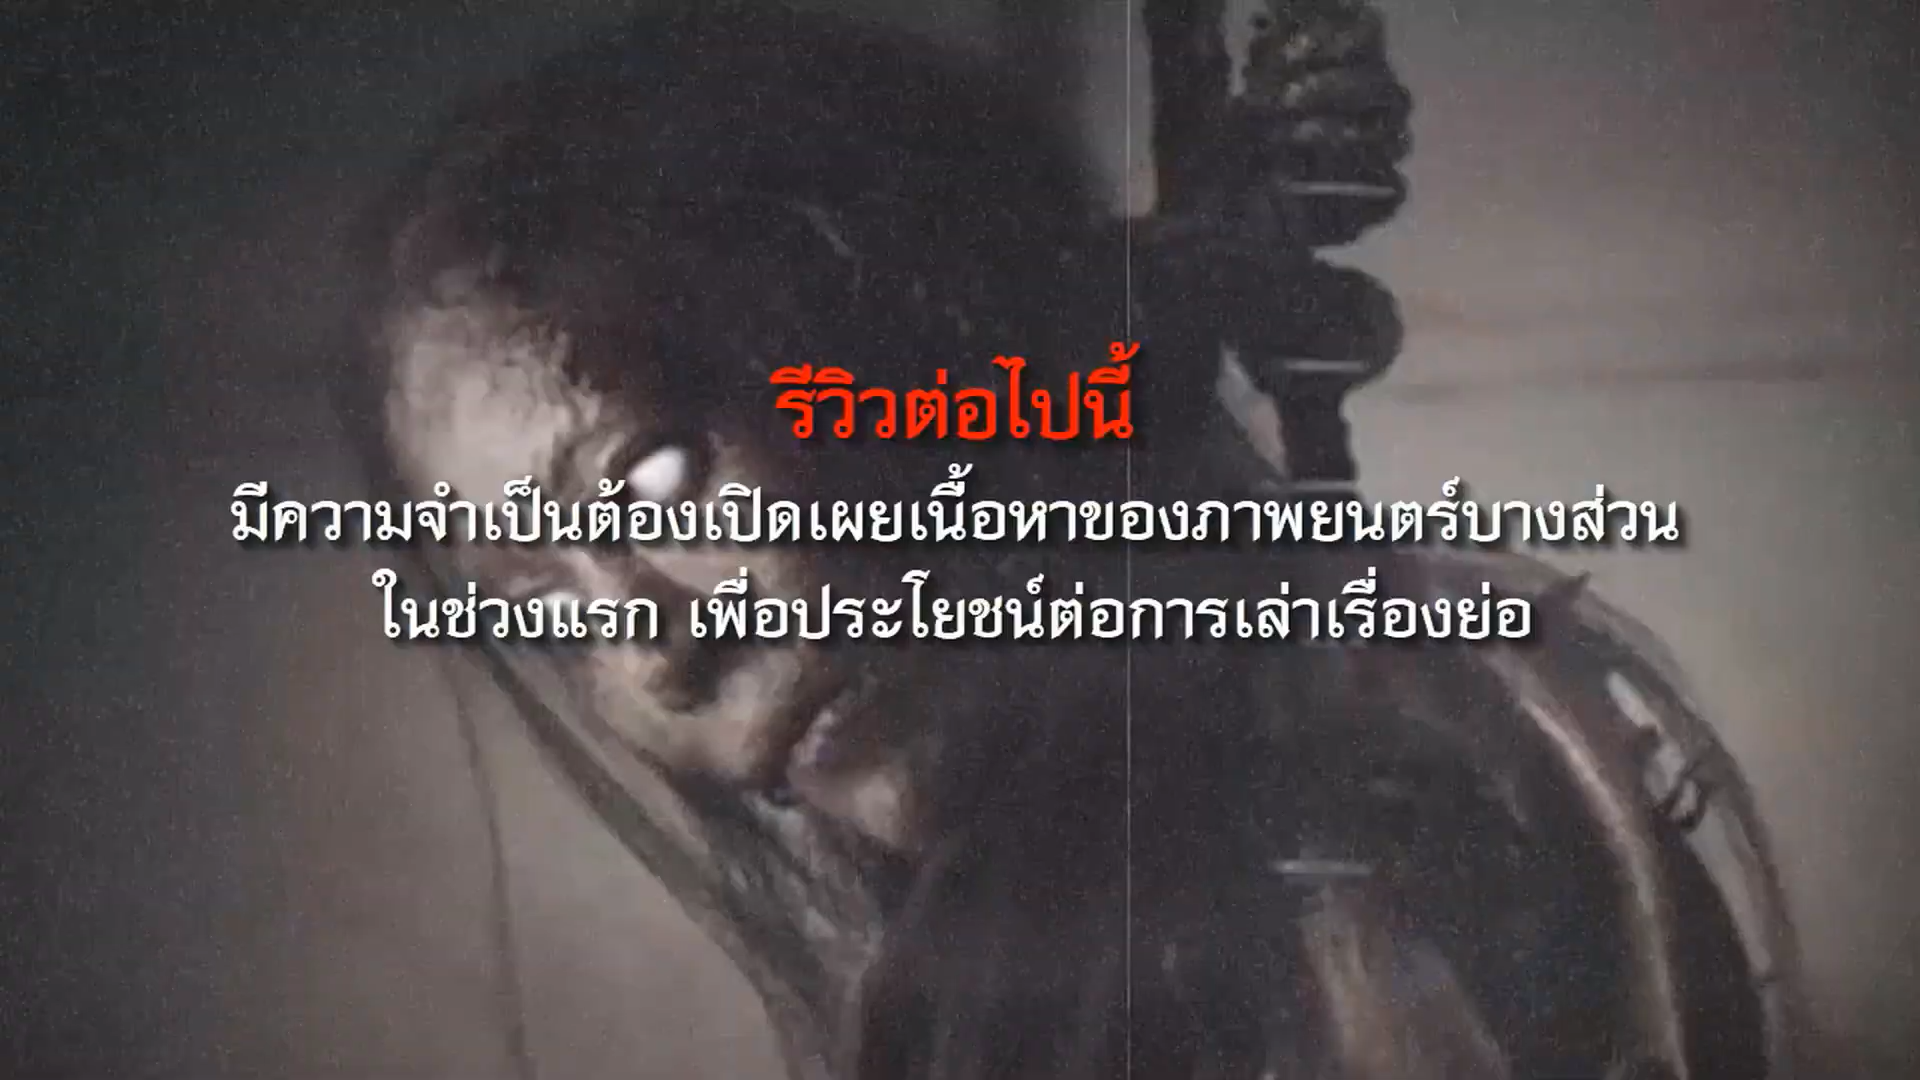 รีวิวต่อไปนี้
มีความจำเป็นต้องเปิดเผยเนื้อหาของภาพยนตร์บางส่วน
ในช่วงแรก เพื่อประโยชน์ต่อการเล่าเรื่องย่อ